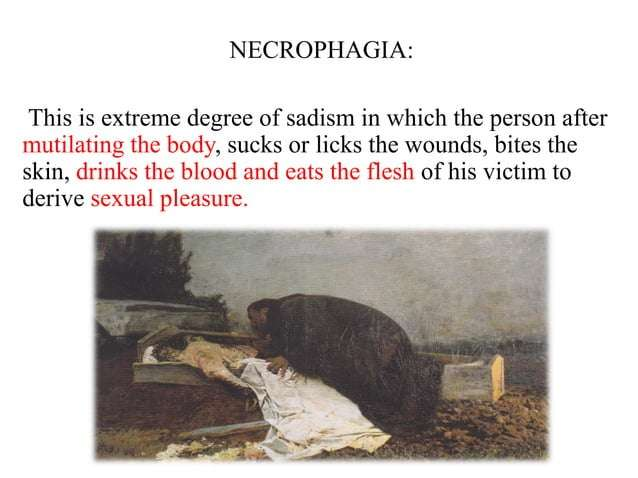 NECROPHAGIA:
This is extreme degree of sadism in which the person after
mutilating the body, sucks or licks the wounds, bites the
skin, drinks the blood and eats the flesh of his victim to
derive sexual pleasure.